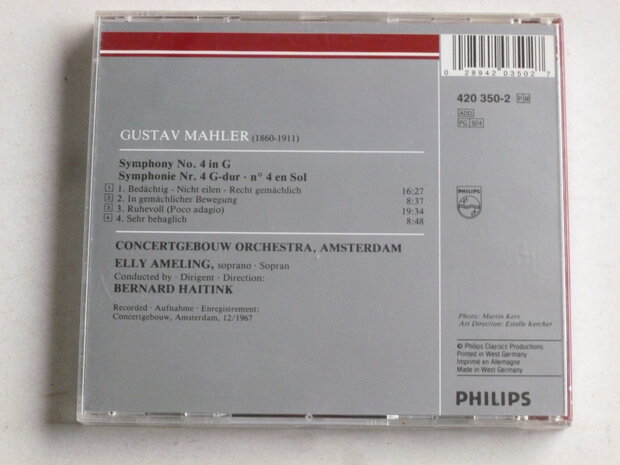 0 28942 03502 7
420 350-2 PM
ADD
PG 924
GUSTAV MAHLER (1860-1911)
Symphony No. 4 in G
Symphonie Nr. 4 G-dur · n° 4 en Sol
1 1. Bedächtig - Nicht eilen - Recht gemächlich 16:27
2 2. In gemächlicher Bewegung 8:37
3 3. Ruhevoll (Poco adagio) 19:34
4 4. Sehr behaglich 8:48
CONCERTGEBOUW ORCHESTRA, AMSTERDAM
ELLY AMELING, soprano · Sopran
Conducted by · Dirigent · Direction:
BERNARD HAITINK
Recorded · Aufnahme · Enregistrement:
Concertgebouw, Amsterdam, 12/1967
PHILIPS
Photo: Martin Kers
Art Direction: Estelle Kercher
℗ Philips Classics Productions
Printed in West Germany
Imprimé en Allemagne
Made in West Germany
PHILIPS